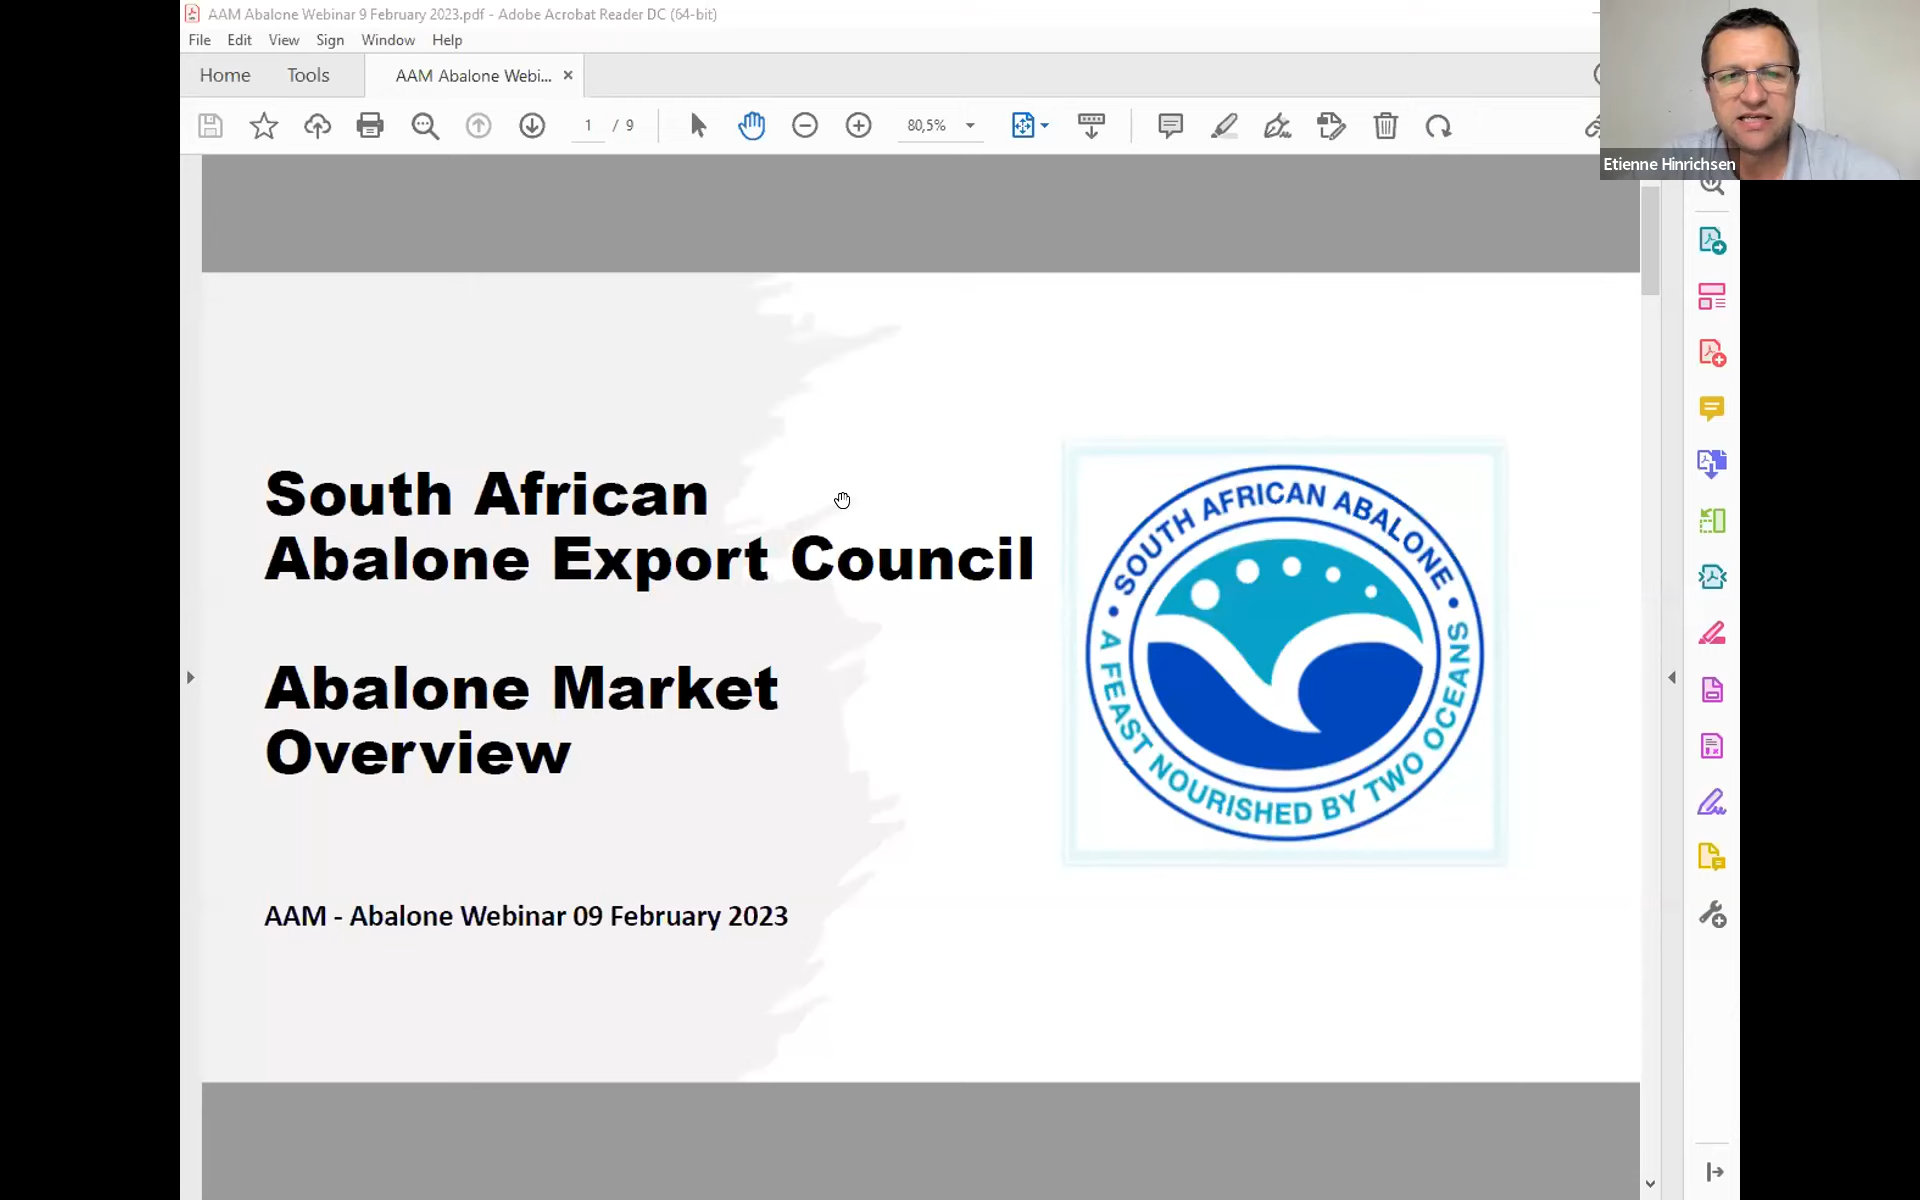 AAM Abalone Webinar 9 February 2023.pdf - Adobe Acrobat Reader DC (64-bit)
File Edit View Sign Window Help
Home Tools AAM Abalone Webi... ×
1 / 9 80,5%
Etienne Hinrichsen
South African
Abalone Export Council
Abalone Market
Overview
AAM - Abalone Webinar 09 February 2023
• SOUTH AFRICAN ABALONE •
A FEAST NOURISHED BY TWO OCEANS